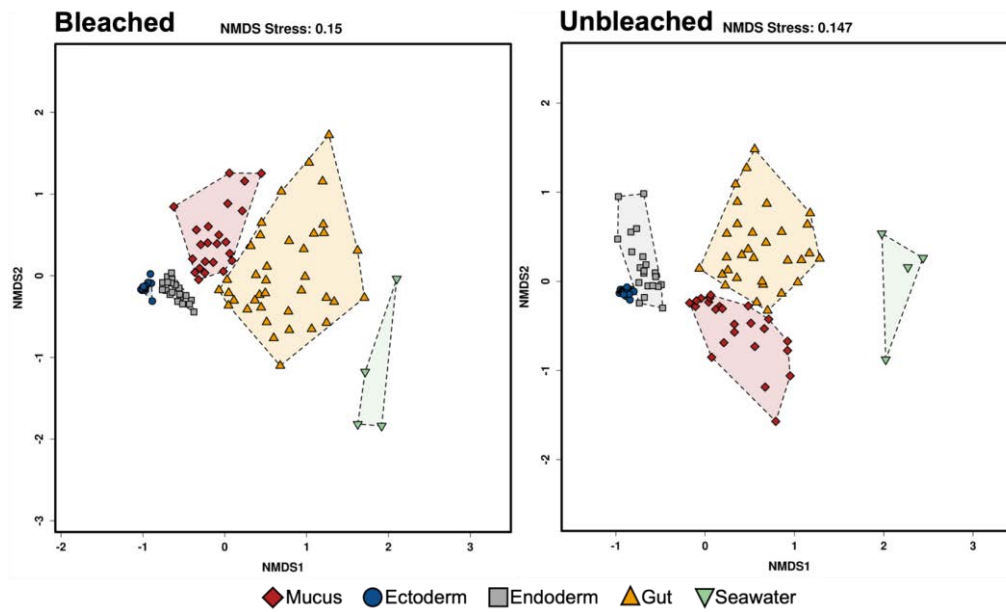 Bleached
NMDS Stress: 0.15
NMDS2
2
1
0
-1
-2
-3
-2
-1
0
1
2
3
NMDS1
Unbleached
NMDS Stress: 0.147
NMDS2
2
1
0
-1
-2
-1
0
1
2
3
NMDS1
Mucus
Ectoderm
Endoderm
Gut
Seawater